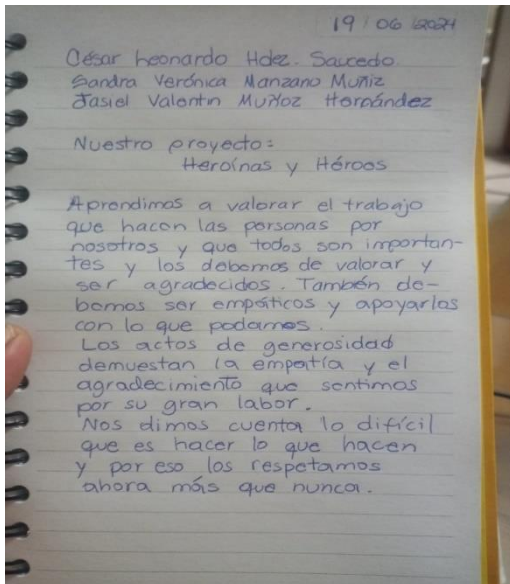 19/06/2024
César Leonardo Hdez. Saucedo
Sandra Verónica Manzano Muñiz
Jasiel Valentin Muñoz Hernández
Nuestro proyecto:
Heroínas y Héroes
Aprendimos a valorar el trabajo
que hacen las personas por
nosotros y que todos son importan-
tes y los debemos de valorar y
ser agradecidos. También de-
bemos ser empáticos y apoyarlos
con lo que podamos.
Los actos de generosidad
demuestran la empatía y el
agradecimiento que sentimos
por su gran labor.
Nos dimos cuenta lo difícil
que es hacer lo que hacen
y por eso los respetamos
ahora más que nunca.